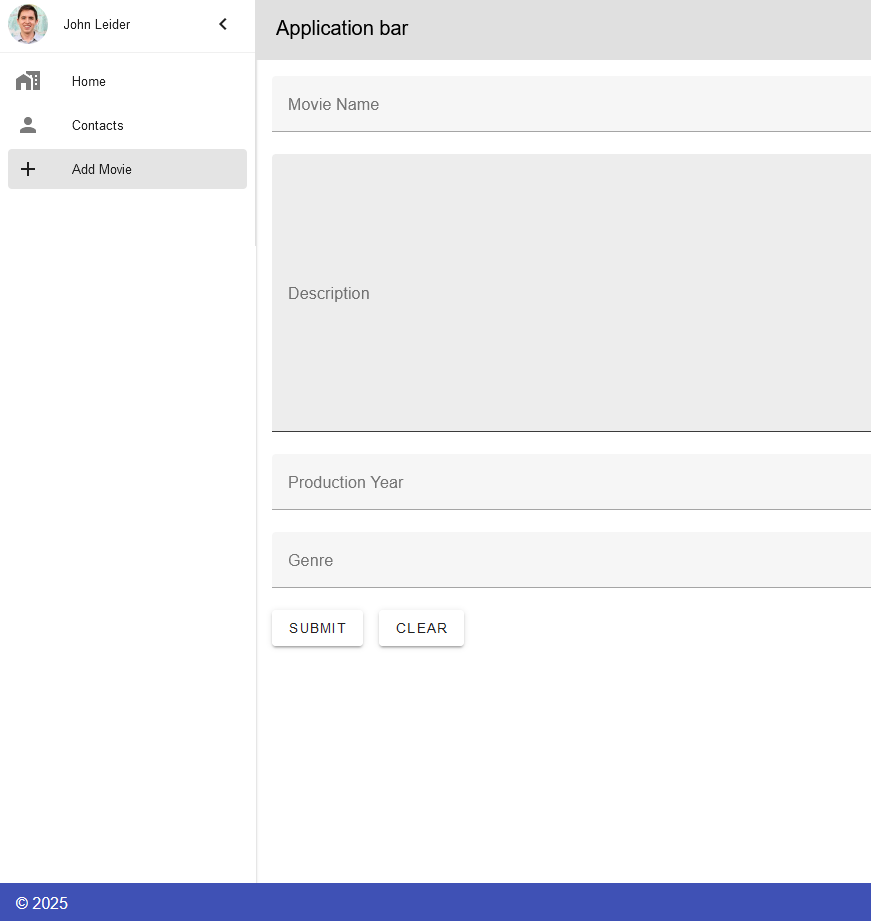 John Leider
Application bar
Home
Contacts
Add Movie
Movie Name
Description
Production Year
Genre
SUBMIT
CLEAR
© 2025